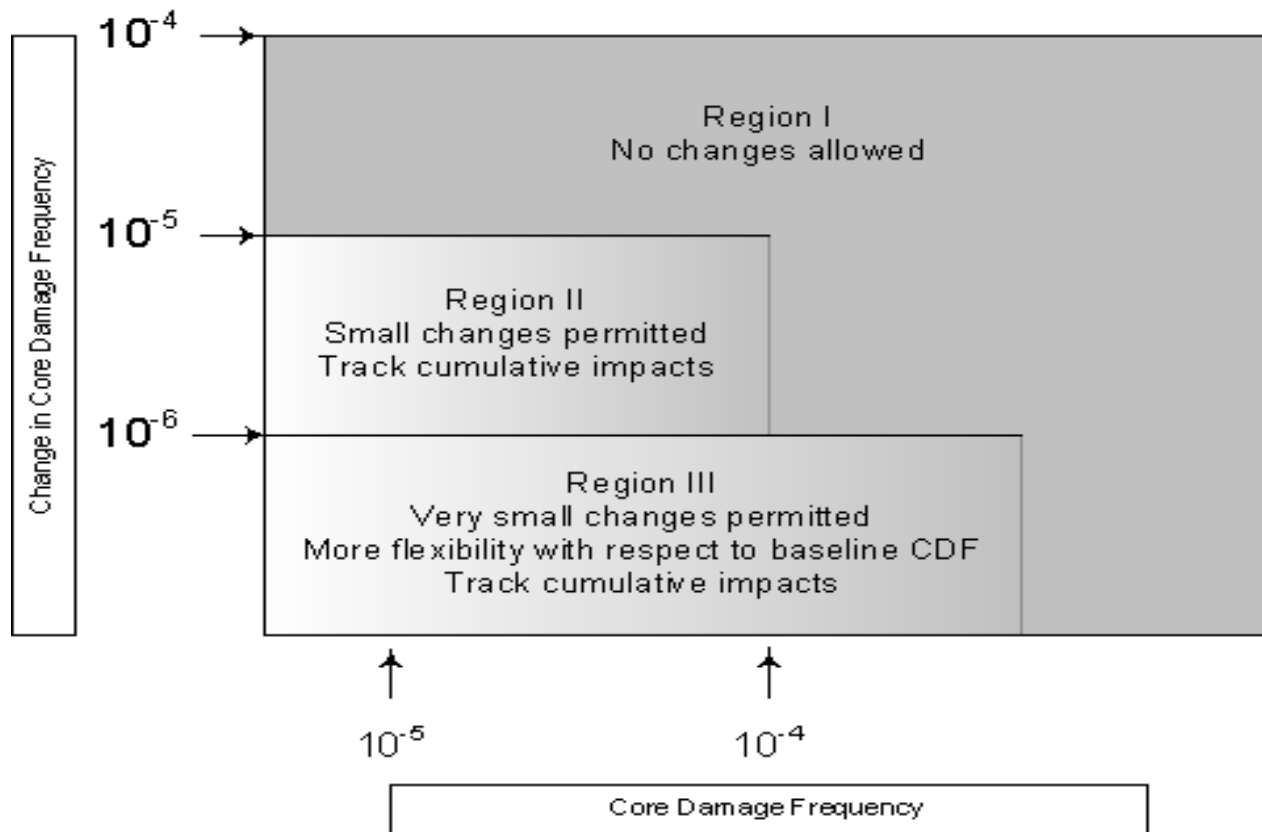 10⁻⁴
Region I
No changes allowed
10⁻⁵
Region II
Small changes permitted
Track cumulative impacts
10⁻⁶
Region III
Very small changes permitted
More flexibility with respect to baseline CDF
Track cumulative impacts
Change in Core Damage Frequency
10⁻⁵
10⁻⁴
Core Damage Frequency